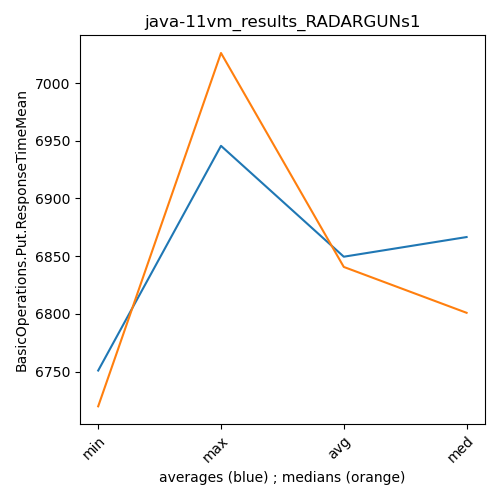 java-11vm_results_RADARGUNs1
BasicOperations.Put.ResponseTimeMean
7000
6950
6900
6850
6800
6750
min
max
avg
med
averages (blue) ; medians (orange)